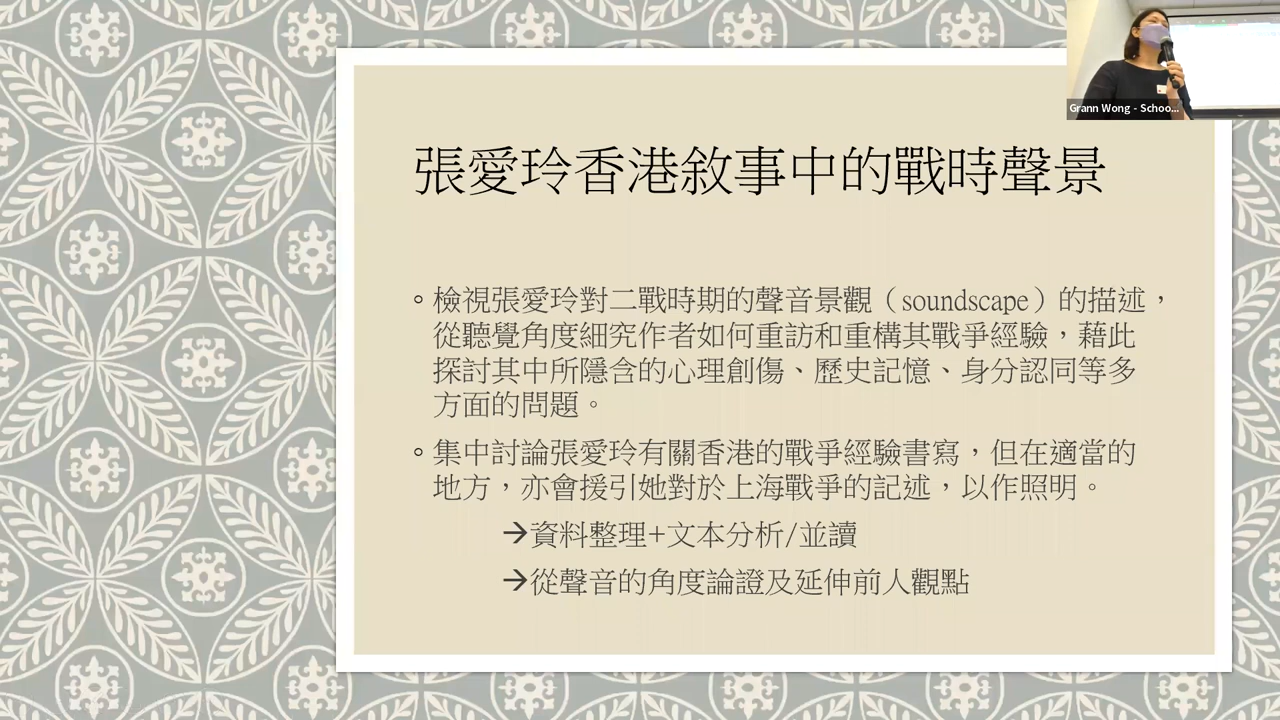 Grann Wong - Schoo...
張愛玲香港敘事中的戰時聲景
◦ 檢視張愛玲對二戰時期的聲音景觀（soundscape）的描述，
從聽覺角度細究作者如何重訪和重構其戰爭經驗，藉此
探討其中所隱含的心理創傷、歷史記憶、身分認同等多
方面的問題。
◦ 集中討論張愛玲有關香港的戰爭經驗書寫，但在適當的
地方，亦會援引她對於上海戰爭的記述，以作照明。
→資料整理+文本分析/並讀
→從聲音的角度論證及延伸前人觀點